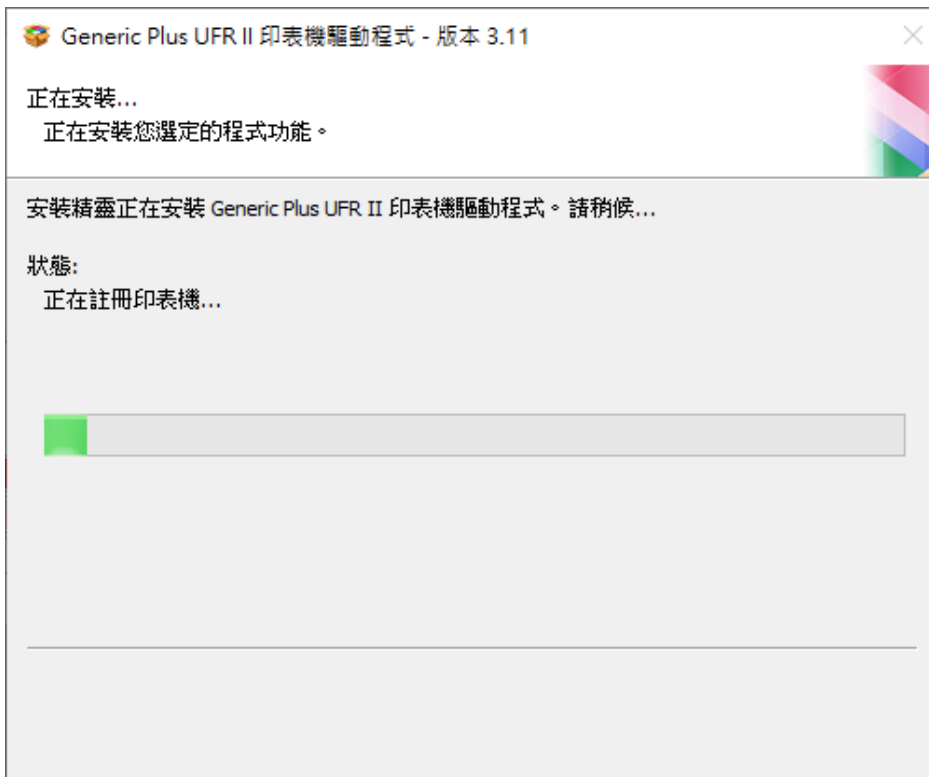 Generic Plus UFR II 印表機驅動程式 - 版本 3.11
正在安裝...
正在安裝您選定的程式功能。
安裝精靈正在安裝 Generic Plus UFR II 印表機驅動程式。請稍候...
狀態:
正在註冊印表機...